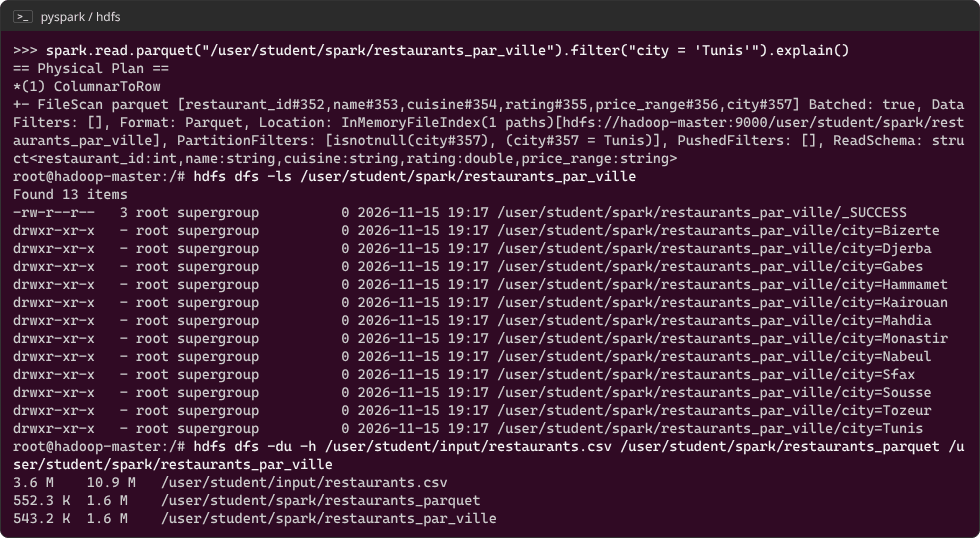 >_ pyspark / hdfs
>>> spark.read.parquet("/user/student/spark/restaurants_par_ville").filter("city = 'Tunis'").explain()
== Physical Plan ==
*(1) ColumnarToRow
+- FileScan parquet [restaurant_id#352,name#353,cuisine#354,rating#355,price_range#356,city#357] Batched: true, Data
Filters: [], Format: Parquet, Location: InMemoryFileIndex(1 paths)[hdfs://hadoop-master:9000/user/student/spark/rest
aurants_par_ville], PartitionFilters: [isnotnull(city#357), (city#357 = Tunis)], PushedFilters: [], ReadSchema: stru
ct<restaurant_id:int,name:string,cuisine:string,rating:double,price_range:string>
root@hadoop-master:/# hdfs dfs -ls /user/student/spark/restaurants_par_ville
Found 13 items
-rw-r--r--   3 root supergroup          0 2026-11-15 19:17 /user/student/spark/restaurants_par_ville/_SUCCESS
drwxr-xr-x   - root supergroup          0 2026-11-15 19:17 /user/student/spark/restaurants_par_ville/city=Bizerte
drwxr-xr-x   - root supergroup          0 2026-11-15 19:17 /user/student/spark/restaurants_par_ville/city=Djerba
drwxr-xr-x   - root supergroup          0 2026-11-15 19:17 /user/student/spark/restaurants_par_ville/city=Gabes
drwxr-xr-x   - root supergroup          0 2026-11-15 19:17 /user/student/spark/restaurants_par_ville/city=Hammamet
drwxr-xr-x   - root supergroup          0 2026-11-15 19:17 /user/student/spark/restaurants_par_ville/city=Kairouan
drwxr-xr-x   - root supergroup          0 2026-11-15 19:17 /user/student/spark/restaurants_par_ville/city=Mahdia
drwxr-xr-x   - root supergroup          0 2026-11-15 19:17 /user/student/spark/restaurants_par_ville/city=Monastir
drwxr-xr-x   - root supergroup          0 2026-11-15 19:17 /user/student/spark/restaurants_par_ville/city=Nabeul
drwxr-xr-x   - root supergroup          0 2026-11-15 19:17 /user/student/spark/restaurants_par_ville/city=Sfax
drwxr-xr-x   - root supergroup          0 2026-11-15 19:17 /user/student/spark/restaurants_par_ville/city=Sousse
drwxr-xr-x   - root supergroup          0 2026-11-15 19:17 /user/student/spark/restaurants_par_ville/city=Tozeur
drwxr-xr-x   - root supergroup          0 2026-11-15 19:17 /user/student/spark/restaurants_par_ville/city=Tunis
root@hadoop-master:/# hdfs dfs -du -h /user/student/input/restaurants.csv /user/student/spark/restaurants_parquet /u
ser/student/spark/restaurants_par_ville
3.6 M    10.9 M   /user/student/input/restaurants.csv
552.3 K  1.6 M    /user/student/spark/restaurants_parquet
543.2 K  1.6 M    /user/student/spark/restaurants_par_ville